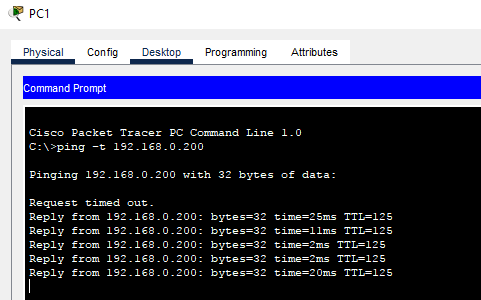 PC1
Physical Config Desktop Programming Attributes
Command Prompt
Cisco Packet Tracer PC Command Line 1.0
C:\>ping -t 192.168.0.200
Pinging 192.168.0.200 with 32 bytes of data:
Request timed out.
Reply from 192.168.0.200: bytes=32 time=25ms TTL=125
Reply from 192.168.0.200: bytes=32 time=11ms TTL=125
Reply from 192.168.0.200: bytes=32 time=2ms TTL=125
Reply from 192.168.0.200: bytes=32 time=2ms TTL=125
Reply from 192.168.0.200: bytes=32 time=20ms TTL=125